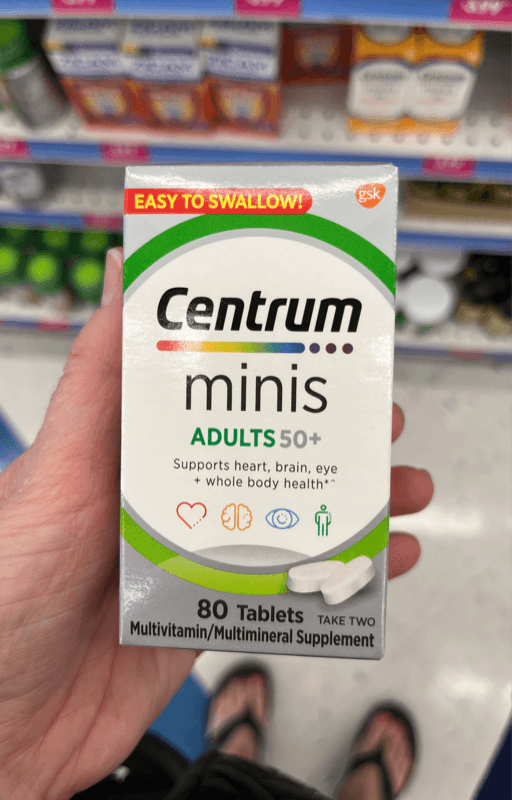 EASY TO SWALLOW!
gsk
Centrum
minis
ADULTS 50+
Supports heart, brain, eye
+ whole body health*^
80 Tablets TAKE TWO
Multivitamin/Multimineral Supplement